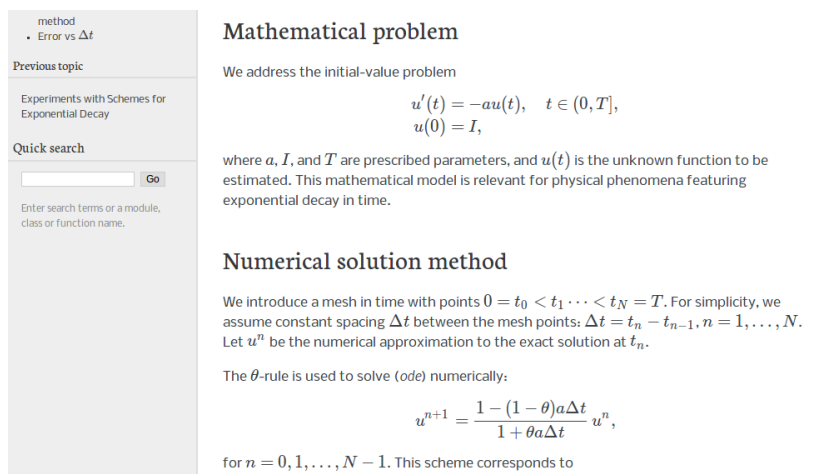 method
• Error vs Δt
Previous topic
Experiments with Schemes for
Exponential Decay
Quick search
Go
Enter search terms or a module,
class or function name.
Mathematical problem
We address the initial-value problem
u′(t) = −au(t), t ∈ (0, T],
u(0) = I,
where a, I, and T are prescribed parameters, and u(t) is the unknown function to be
estimated. This mathematical model is relevant for physical phenomena featuring
exponential decay in time.
Numerical solution method
We introduce a mesh in time with points 0 = t₀ < t₁ ⋯ < t_N = T. For simplicity, we
assume constant spacing Δt between the mesh points: Δt = t_n − t_{n−1}, n = 1, …, N.
Let uⁿ be the numerical approximation to the exact solution at t_n.
The θ-rule is used to solve (ode) numerically:
u^{n+1} = \frac{1 − (1 − θ)aΔt}{1 + θaΔt} uⁿ,
for n = 0, 1, …, N − 1. This scheme corresponds to